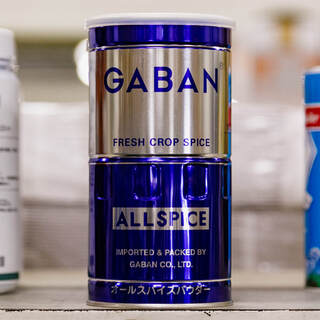 GABAN
FRESH CROP SPICE
ALLSPICE
IMPORTED & PACKED BY
GABAN CO., LTD.
オールスパイスパウダー